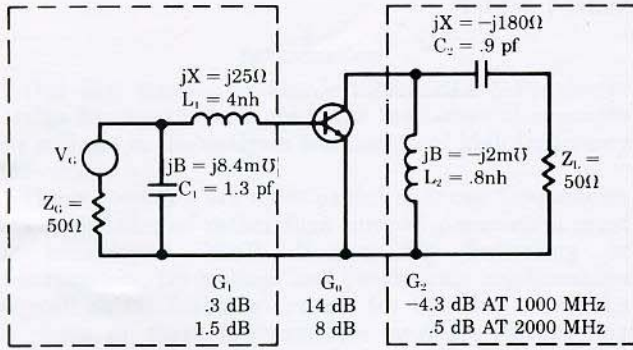 jX = −j180Ω
C₂ = .9 pf
jX = j25Ω
L₁ = 4nh
V_G
jB = j8.4m℧
C₁ = 1.3 pf
jB = −j2m℧
L₂ = .8nh
Z_L =
50Ω
Z_G =
50Ω
G₁ G₀ G₂
.3 dB 14 dB −4.3 dB AT 1000 MHz
1.5 dB 8 dB .5 dB AT 2000 MHz